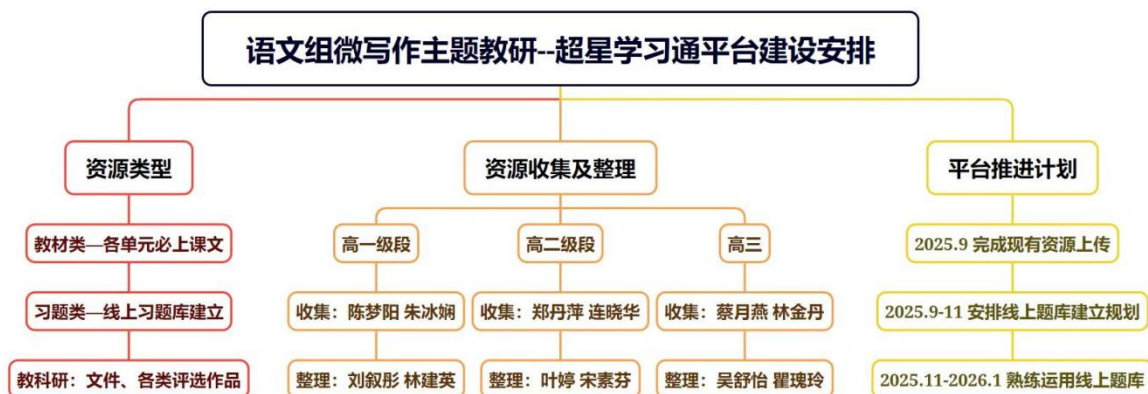 语文组微写作主题教研--超星学习通平台建设安排
资源类型
资源收集及整理
平台推进计划
教材类—各单元必上课文
高一级段
高二级段
高三
2025.9 完成现有资源上传
习题类—线上习题库建立
收集：陈梦阳 朱冰娴
收集：郑丹萍 连晓华
收集：蔡月燕 林金丹
2025.9-11 安排线上题库建立规划
教科研：文件、各类评选作品
整理：刘叙彤 林建英
整理：叶婷 宋素芬
整理：吴舒怡 瞿瑰玲
2025.11-2026.1 熟练运用线上题库